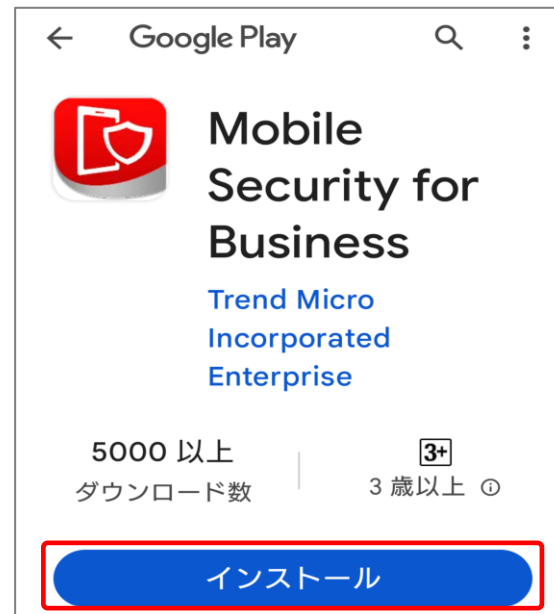 Google Play
Mobile
Security for
Business
Trend Micro
Incorporated
Enterprise
5000 以上
3+
ダウンロード数
3 歳以上
インストール